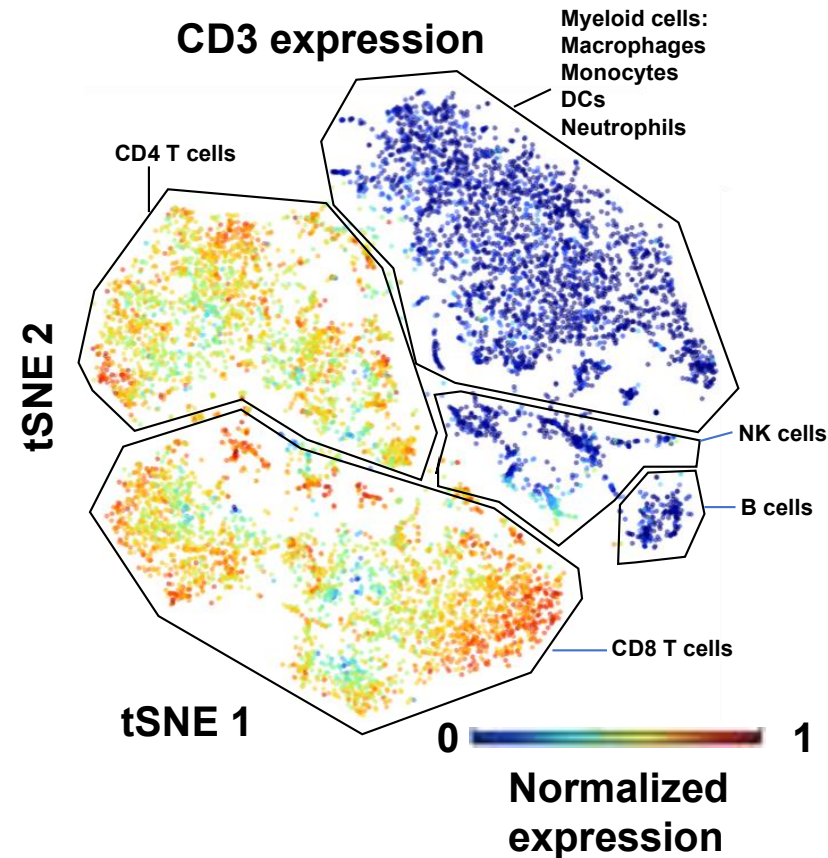 CD3 expression
Myeloid cells:
Macrophages
Monocytes
DCs
Neutrophils
CD4 T cells
tSNE 2
NK cells
B cells
CD8 T cells
tSNE 1
0
1
Normalized
expression